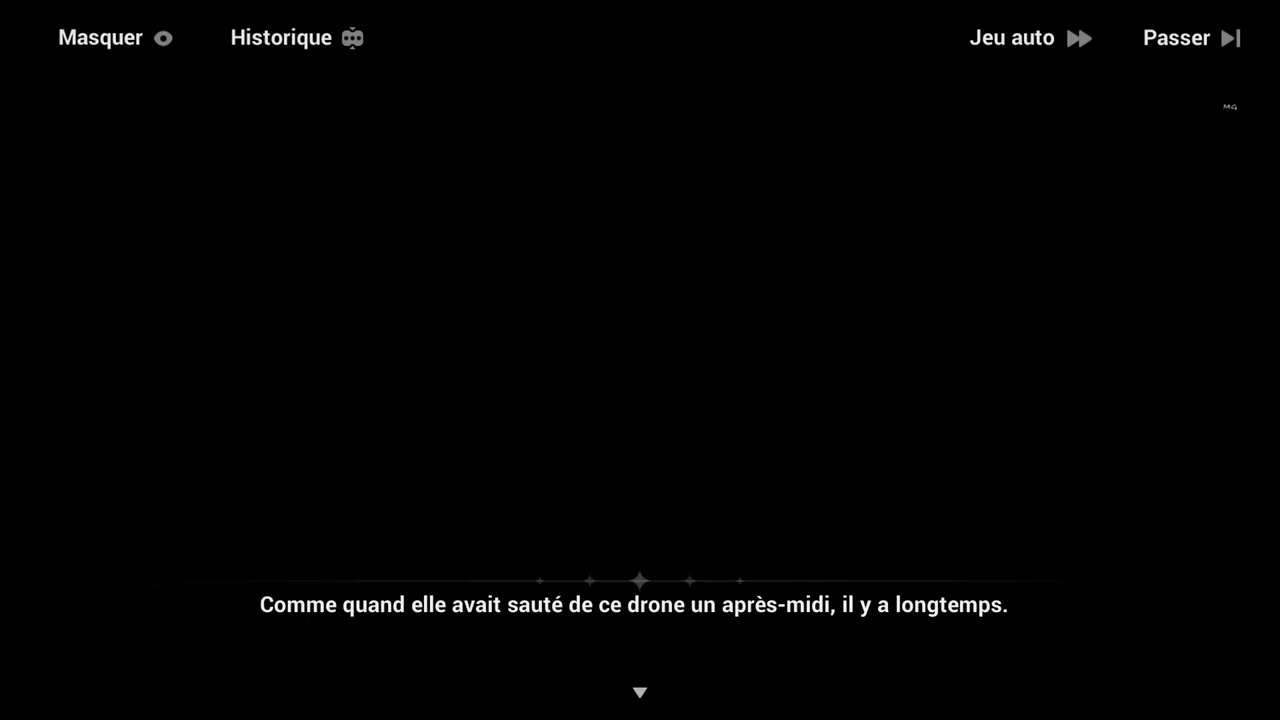 Masquer
Historique
Jeu auto
Passer
MG
Comme quand elle avait sauté de ce drone un après-midi, il y a longtemps.